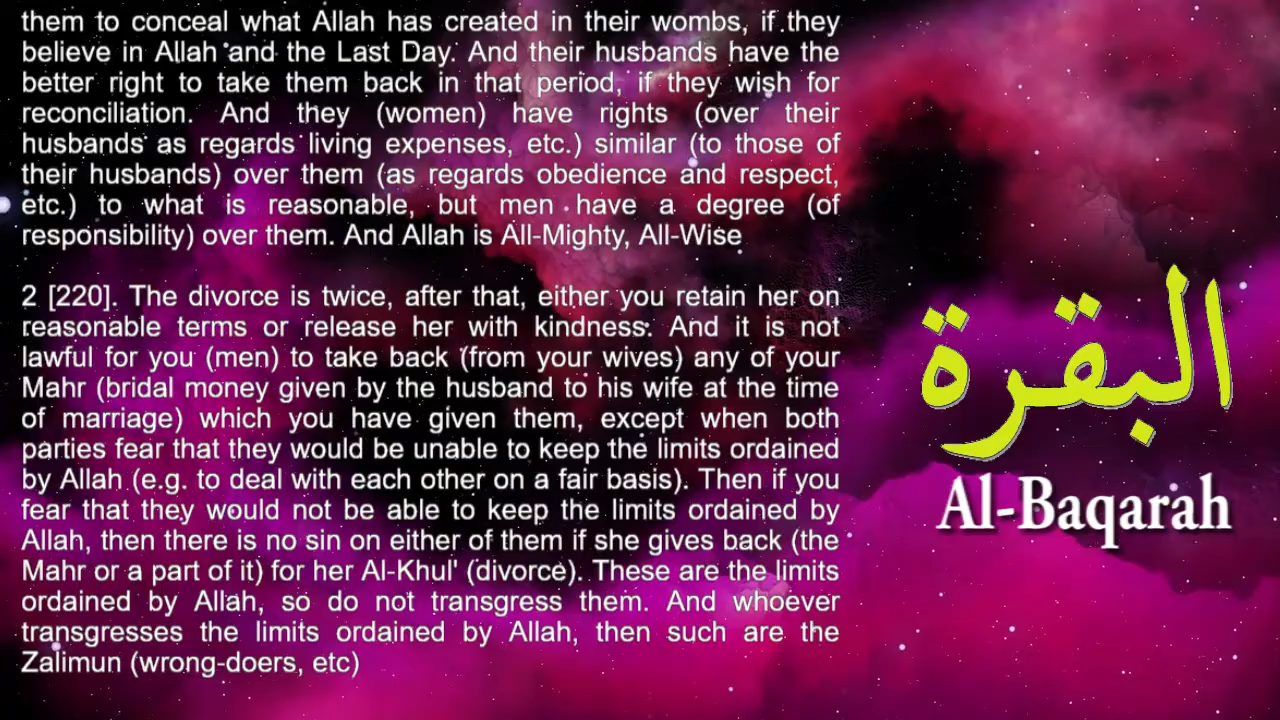 them to conceal what Allah has created in their wombs, if they
believe in Allah and the Last Day. And their husbands have the
better right to take them back in that period, if they wish for
reconciliation. And they (women) have rights (over their
husbands as regards living expenses, etc.) similar (to those of
their husbands) over them (as regards obedience and respect,
etc.) to what is reasonable, but men have a degree (of
responsibility) over them. And Allah is All-Mighty, All-Wise
2 [220]. The divorce is twice, after that, either you retain her on
reasonable terms or release her with kindness. And it is not
lawful for you (men) to take back (from your wives) any of your
Mahr (bridal money given by the husband to his wife at the time
of marriage) which you have given them, except when both
parties fear that they would be unable to keep the limits ordained
by Allah (e.g. to deal with each other on a fair basis). Then if you
fear that they would not be able to keep the limits ordained by
Allah, then there is no sin on either of them if she gives back (the
Mahr or a part of it) for her Al-Khul' (divorce). These are the limits
ordained by Allah, so do not transgress them. And whoever
transgresses the limits ordained by Allah, then such are the
Zalimun (wrong-doers, etc)
البقرة
Al-Baqarah